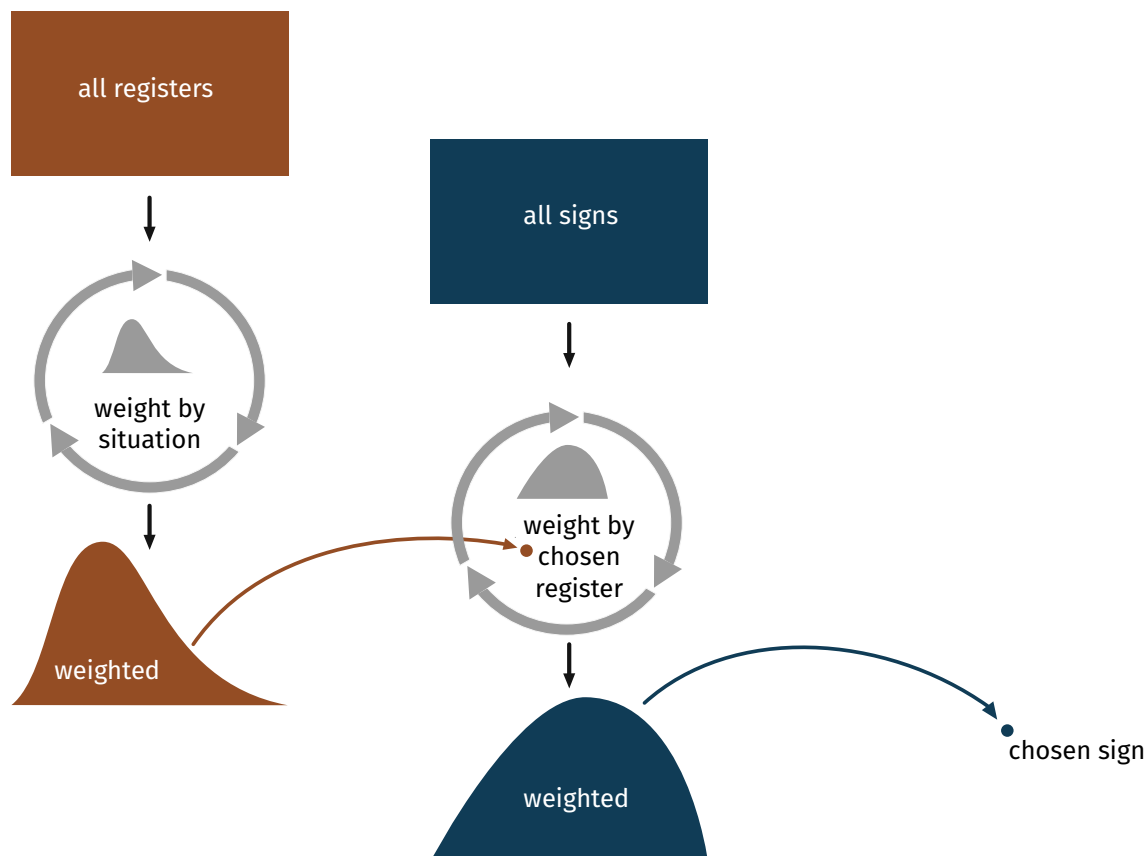 all registers
all signs
weight by
situation
weight by
chosen
register
weighted
weighted
chosen sign